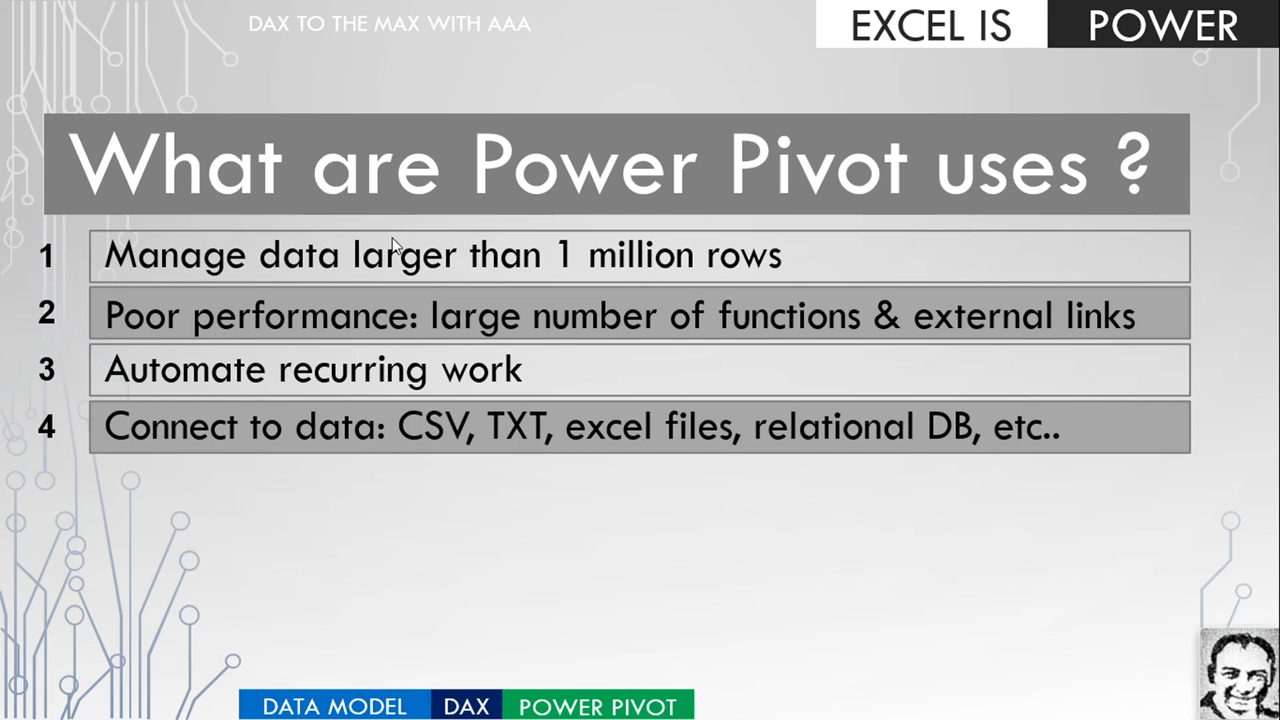 DAX TO THE MAX WITH AAA
EXCEL IS POWER
What are Power Pivot uses ?
1 Manage data larger than 1 million rows
2 Poor performance: large number of functions & external links
3 Automate recurring work
4 Connect to data: CSV, TXT, excel files, relational DB, etc..
DATA MODEL DAX POWER PIVOT